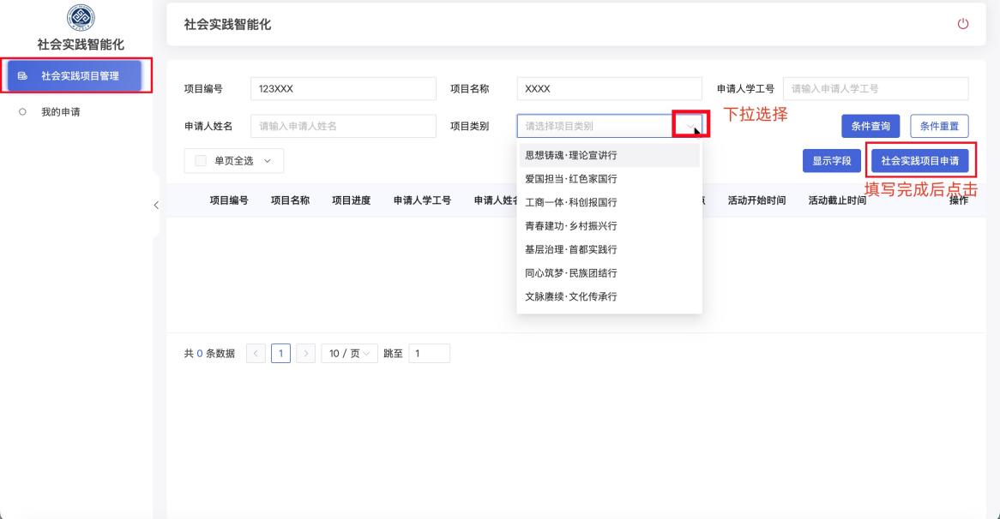 社会实践智能化
社会实践项目管理
我的申请
社会实践智能化
项目编号 123XXX 项目名称 XXXX 申请人学工号 请输入申请人学工号
申请人姓名 请输入申请人姓名 项目类别 请选择项目类别 下拉选择 条件查询 条件重置
单页全选 显示字段 社会实践项目申请
填写完成后点击
项目编号 项目名称 项目进度 申请人学工号 申请人姓名 点 活动开始时间 活动截止时间 操作
思想铸魂·理论宣讲行
爱国担当·红色家国行
工商一体·科创报国行
青春建功·乡村振兴行
基层治理·首都实践行
同心筑梦·民族团结行
文脉赓续·文化传承行
共 0 条数据 1 10 / 页 跳至 1